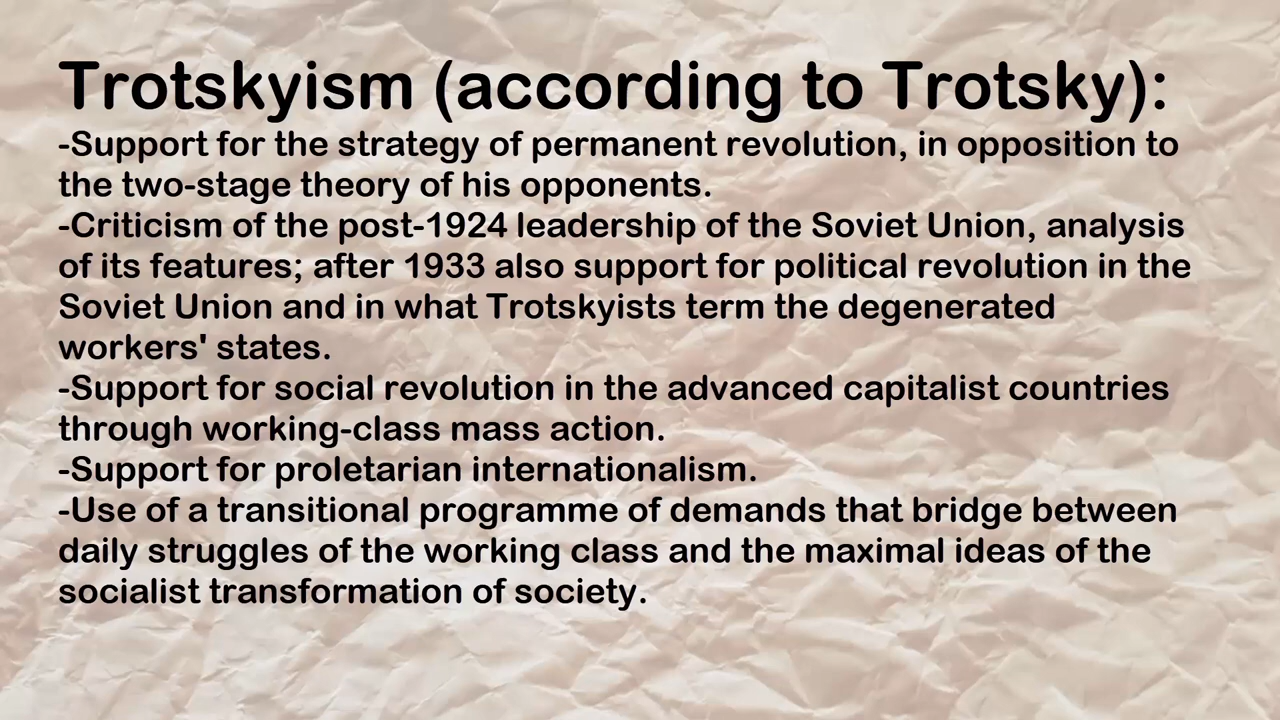 Trotskyism (according to Trotsky):
-Support for the strategy of permanent revolution, in opposition to
the two-stage theory of his opponents.
-Criticism of the post-1924 leadership of the Soviet Union, analysis
of its features; after 1933 also support for political revolution in the
Soviet Union and in what Trotskyists term the degenerated
workers' states.
-Support for social revolution in the advanced capitalist countries
through working-class mass action.
-Support for proletarian internationalism.
-Use of a transitional programme of demands that bridge between
daily struggles of the working class and the maximal ideas of the
socialist transformation of society.